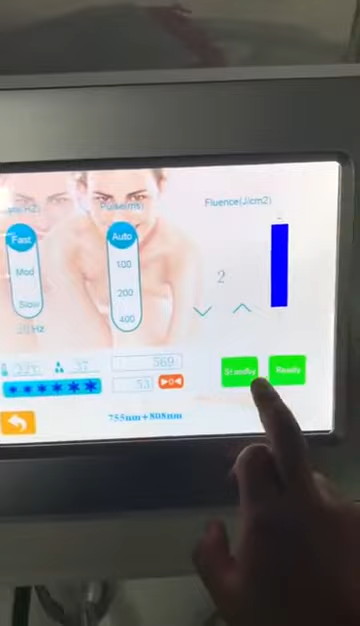 Pulse(ms)
Fluence(J/cm2)
Fast
Auto
Mod
100
2
200
Slow
400
Hz
37
569
Standby
Ready
53
755nm+808nm